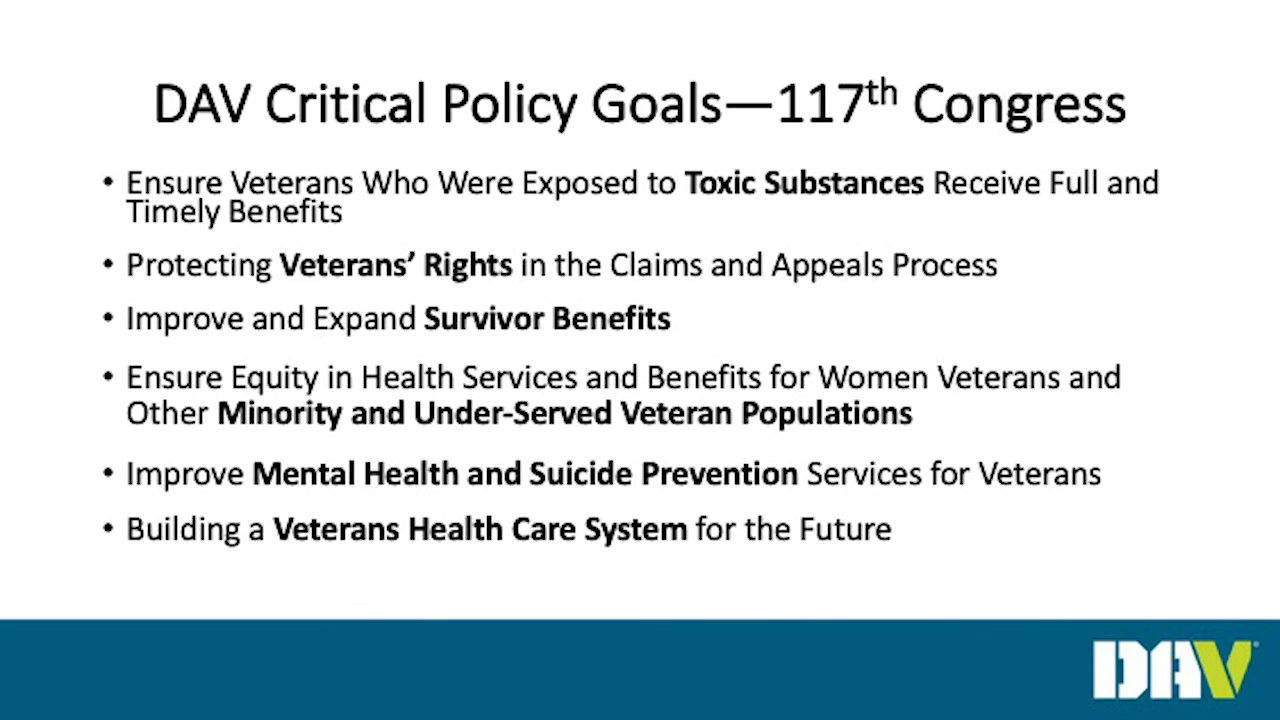 DAV Critical Policy Goals—117th Congress
• Ensure Veterans Who Were Exposed to Toxic Substances Receive Full and
Timely Benefits
• Protecting Veterans’ Rights in the Claims and Appeals Process
• Improve and Expand Survivor Benefits
• Ensure Equity in Health Services and Benefits for Women Veterans and
Other Minority and Under-Served Veteran Populations
• Improve Mental Health and Suicide Prevention Services for Veterans
• Building a Veterans Health Care System for the Future
DAV